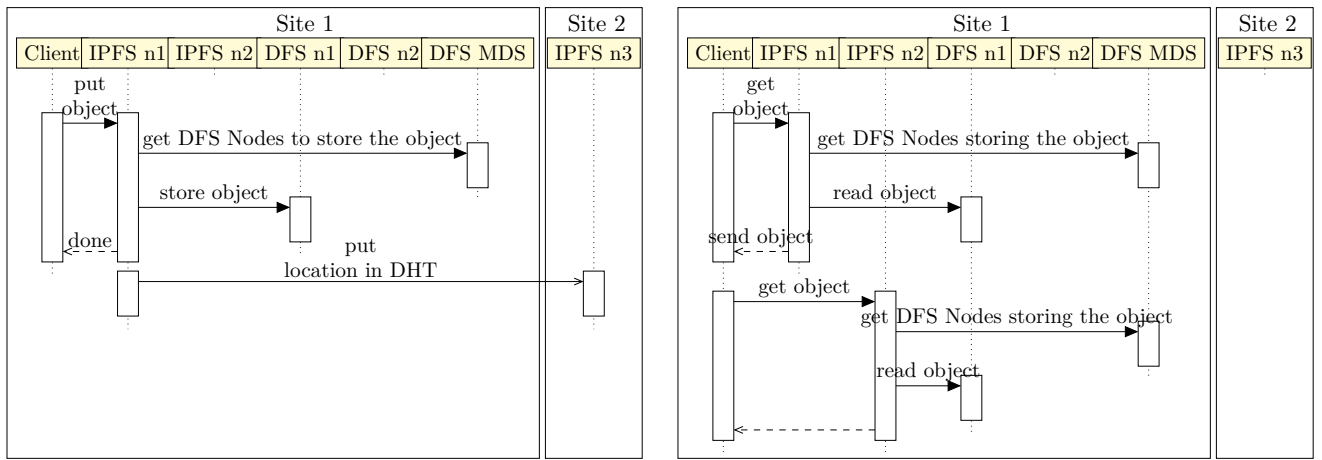 Site 1
Site 2
Client
IPFS n1
IPFS n2
DFS n1
DFS n2
DFS MDS
IPFS n3
put
object
get DFS Nodes to store the object
store object
done
put
location in DHT
Site 1
Site 2
Client
IPFS n1
IPFS n2
DFS n1
DFS n2
DFS MDS
IPFS n3
get
object
get DFS Nodes storing the object
read object
send object
get object
get DFS Nodes storing the object
read object